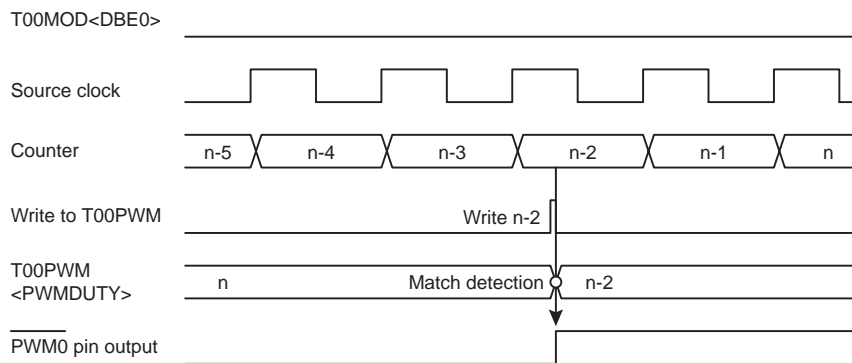 T00MOD<DBE0>
Source clock
Counter n-5 n-4 n-3 n-2 n-1 n
Write to T00PWM Write n-2
T00PWM
<PWMDUTY> n Match detection n-2
PWM0 pin output